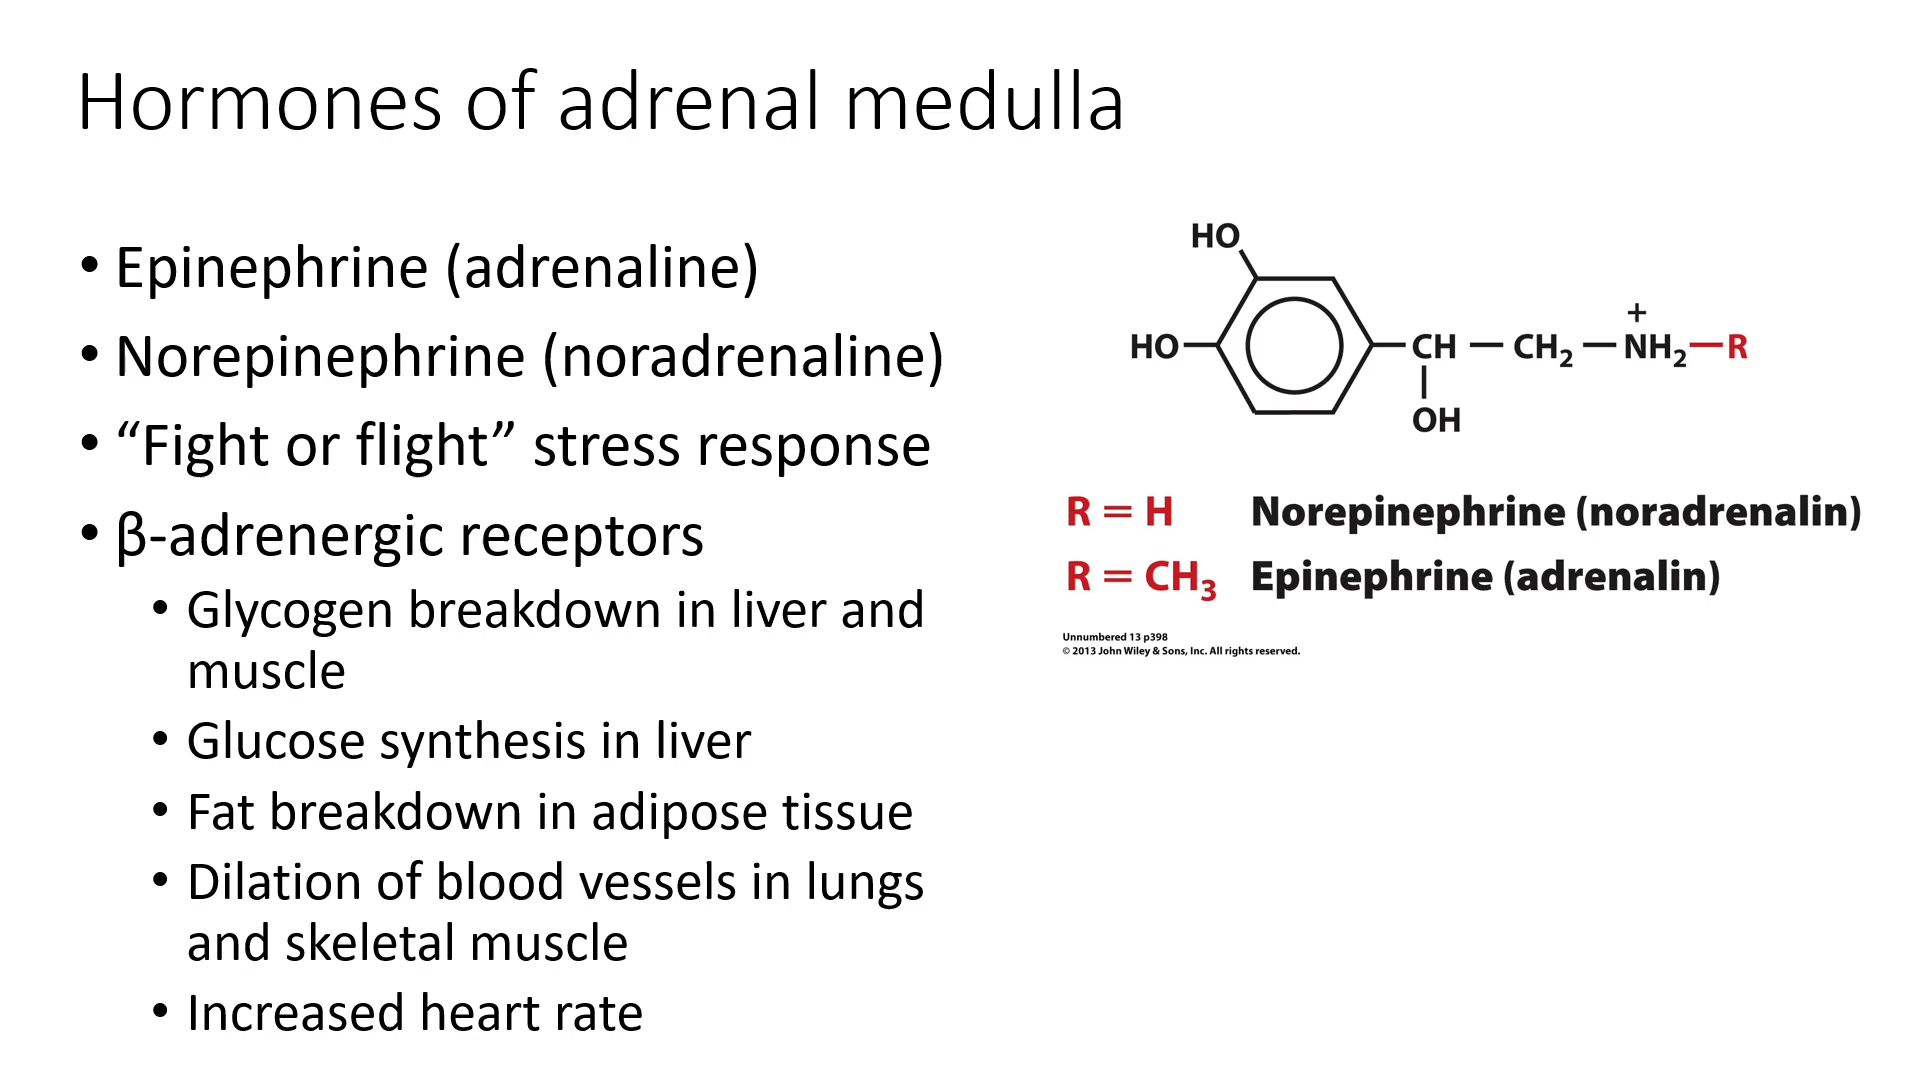 Hormones of adrenal medulla
• Epinephrine (adrenaline)
• Norepinephrine (noradrenaline)
• “Fight or flight” stress response
• β-adrenergic receptors
• Glycogen breakdown in liver and
muscle
• Glucose synthesis in liver
• Fat breakdown in adipose tissue
• Dilation of blood vessels in lungs
and skeletal muscle
• Increased heart rate
HO
+
HO CH CH₂ NH₂ R
OH
R = H Norepinephrine (noradrenalin)
R = CH₃ Epinephrine (adrenalin)
Unnumbered 13 p398
© 2013 John Wiley & Sons, Inc. All rights reserved.